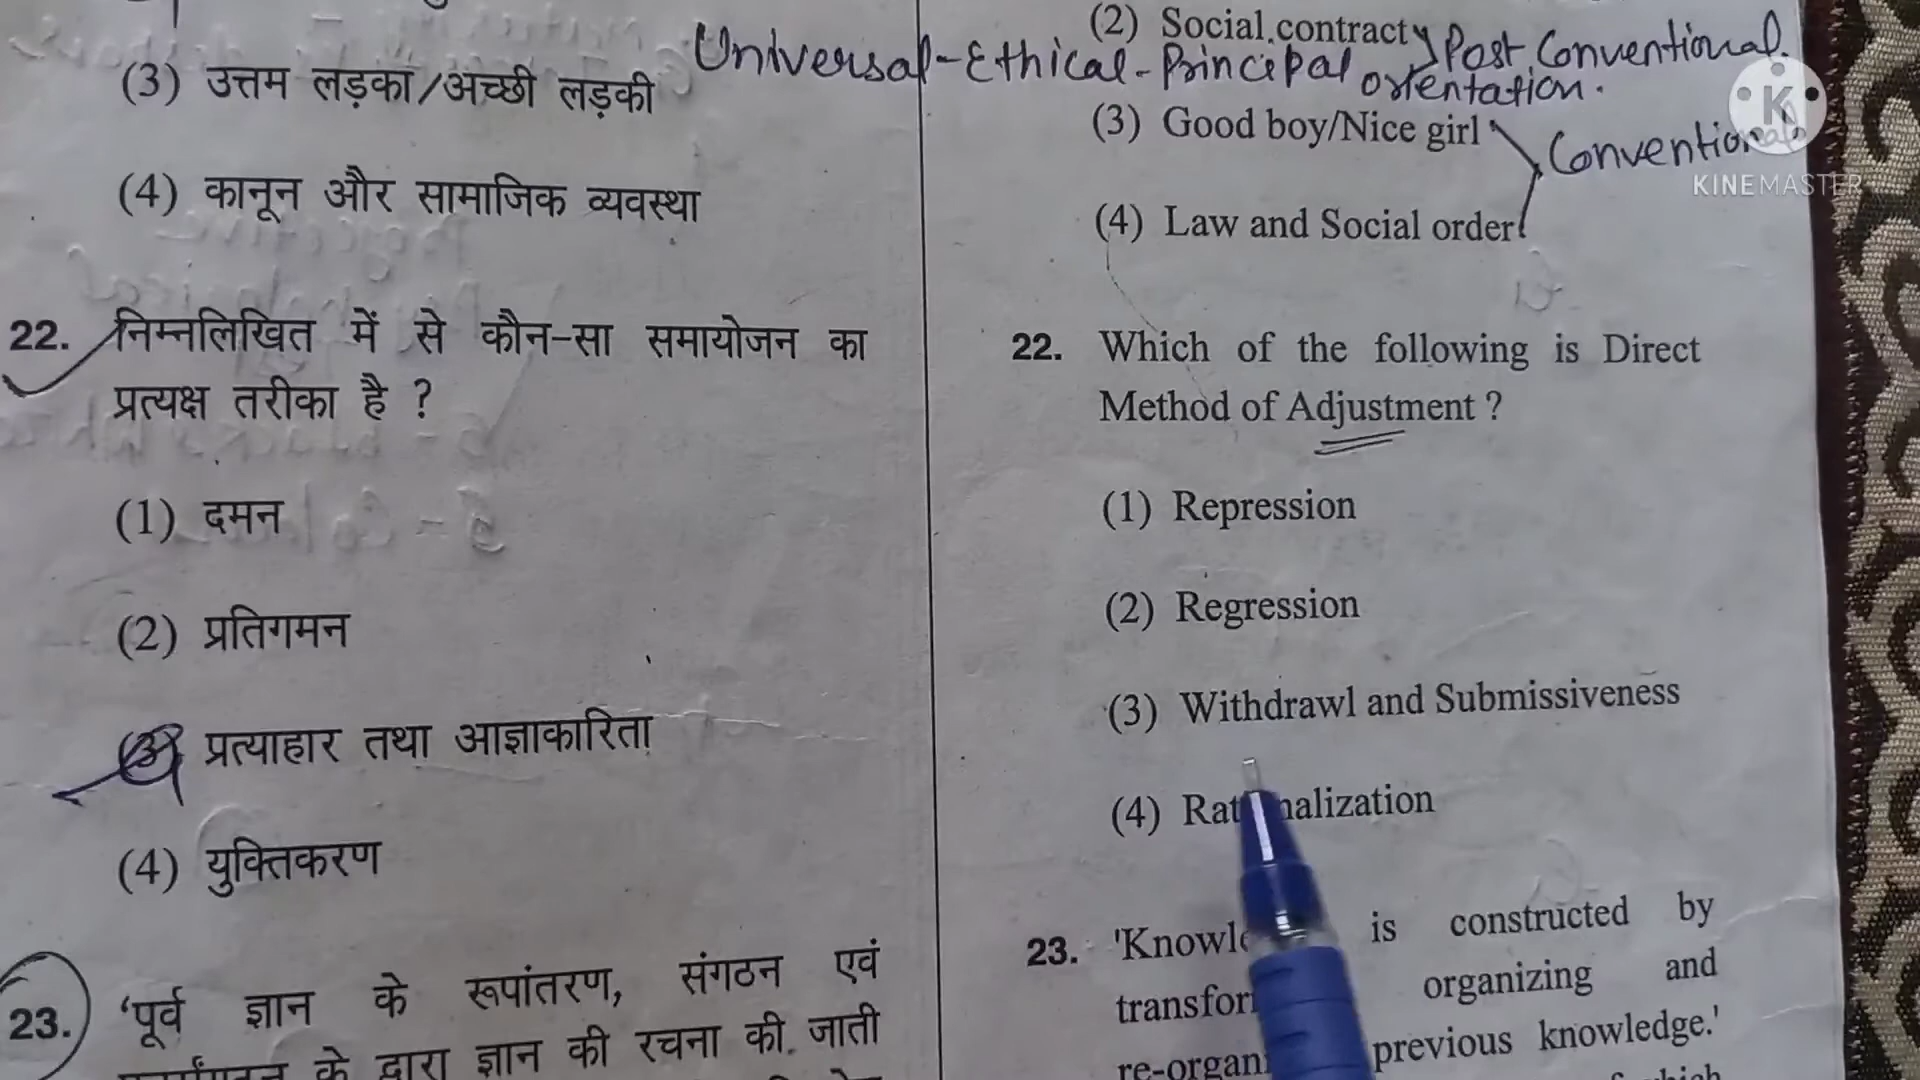 (3) उत्तम लड़का/अच्छी लड़की
(4) कानून और सामाजिक व्यवस्था
22. निम्नलिखित में से कौन-सा समायोजन का
प्रत्यक्ष तरीका है ?
(1) दमन
(2) प्रतिगमन
(3) प्रत्याहार तथा आज्ञाकारिता
(4) युक्तिकरण
23. ‘पूर्व ज्ञान के रूपांतरण, संगठन एवं
के द्वारा ज्ञान की रचना की जाती
(2) Social contract
Post Conventional.
Universal-Ethical-Principal orientation.
(3) Good boy/Nice girl
Conventional
(4) Law and Social order
22. Which of the following is Direct
Method of Adjustment ?
(1) Repression
(2) Regression
(3) Withdrawl and Submissiveness
(4)
23. is constructed by
organizing and
previous knowledge.'
K
KINEMASTER